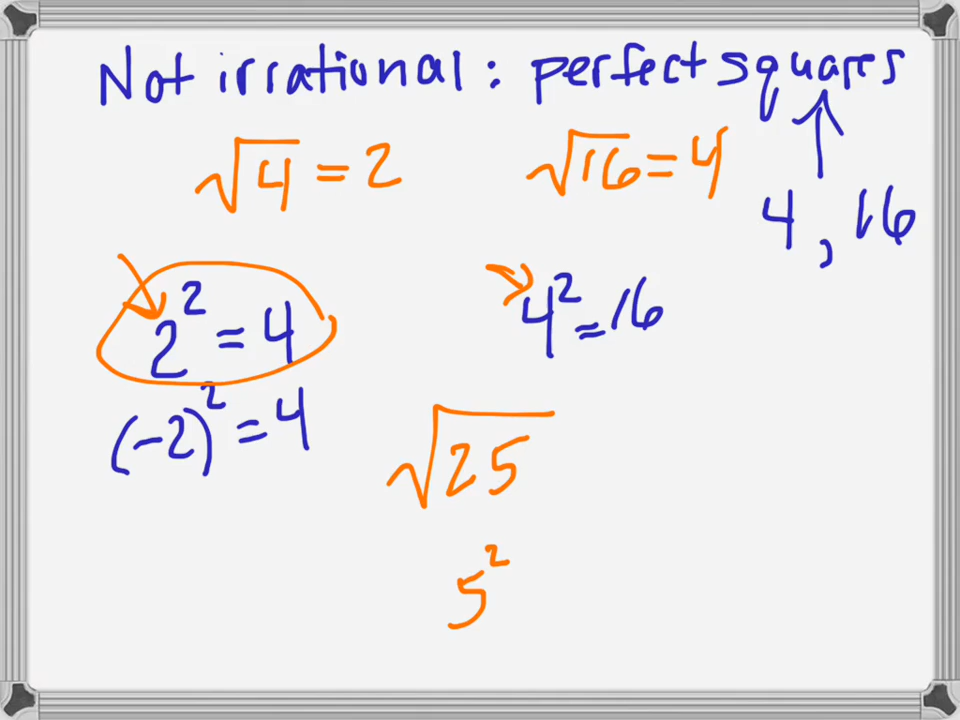 Not irrational: perfect squares
√4 = 2 √16 = 4
4, 16
2² = 4 4² = 16
(-2)² = 4
√25
5²